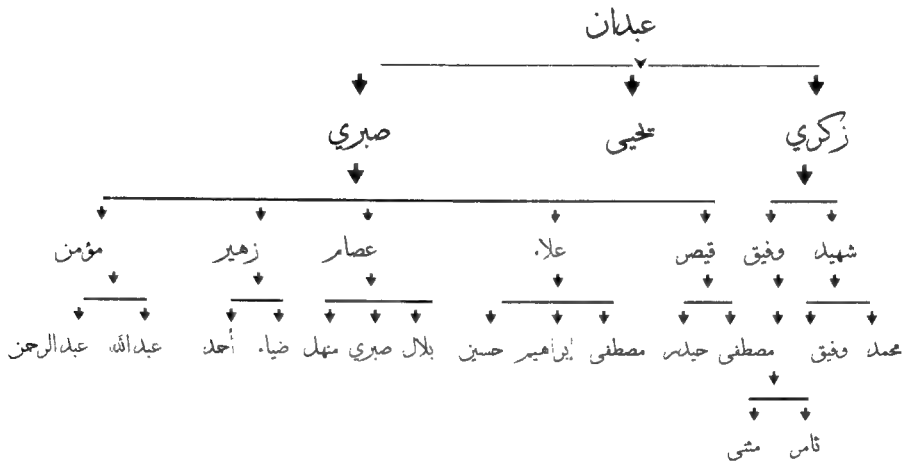 عبدان
زكري يحيى صبري
شهيد وفيق قيص علاء عصام زهير مؤمن
محمد وفيق مصطفى حيدر مصطفى إبراهيم حسين بلال صبري منهل ضياء أحمد عبدالله عبدالرحمن
ثامر مثنى